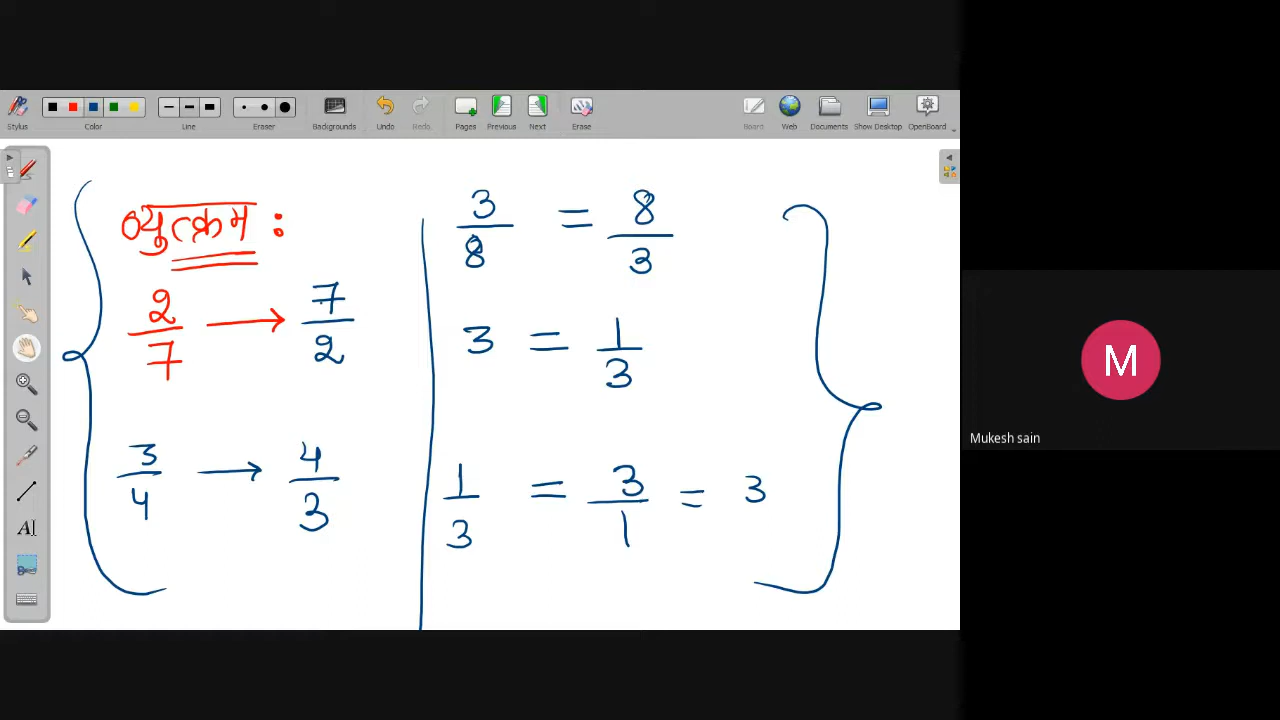 Stylus Color Line Eraser Backgrounds Undo Redo Pages Previous Next Erase Board Web Documents Show Desktop OpenBoard
व्युत्क्रम :
2/7 → 7/2
3/4 → 4/3
3/8 = 8/3
3 = 1/3
1/3 = 3/1 = 3
AI
M
Mukesh sain